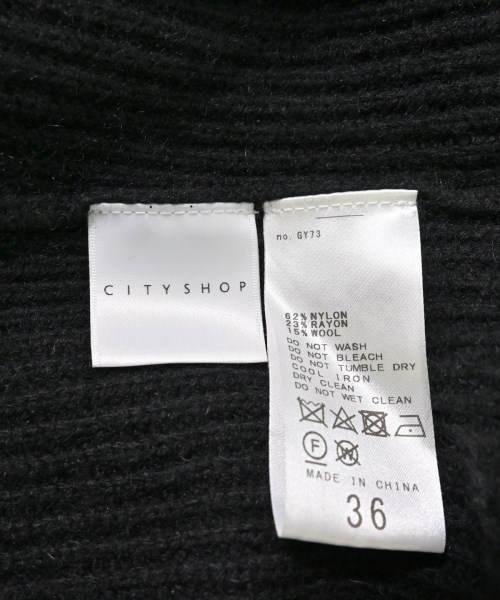 CITYSHOP
no. GY73
62% NYLON
23% RAYON
15% WOOL
DO NOT WASH
DO NOT BLEACH
DO NOT TUMBLE DRY
COOL IRON
DRY CLEAN
DO NOT WET CLEAN
F W
MADE IN CHINA
36